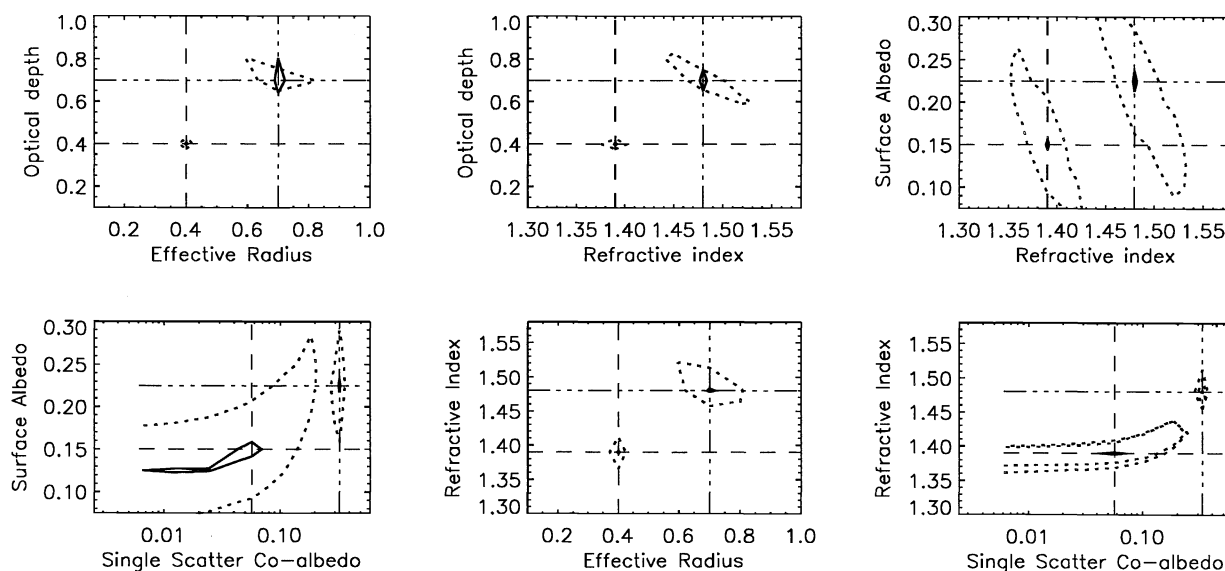 Optical depth
1.0
0.8
0.6
0.4
0.2
0.2 0.4 0.6 0.8 1.0
Effective Radius
Optical depth
1.0
0.8
0.6
0.4
0.2
1.30 1.35 1.40 1.45 1.50 1.55
Refractive index
Surface Albedo
0.30
0.25
0.20
0.15
0.10
1.30 1.35 1.40 1.45 1.50 1.55
Refractive index
Surface Albedo
0.30
0.25
0.20
0.15
0.10
0.01 0.10
Single Scatter Co-albedo
Refractive Index
1.55
1.50
1.45
1.40
1.35
1.30
0.2 0.4 0.6 0.8 1.0
Effective Radius
Refractive Index
1.55
1.50
1.45
1.40
1.35
1.30
0.01 0.10
Single Scatter Co-albedo